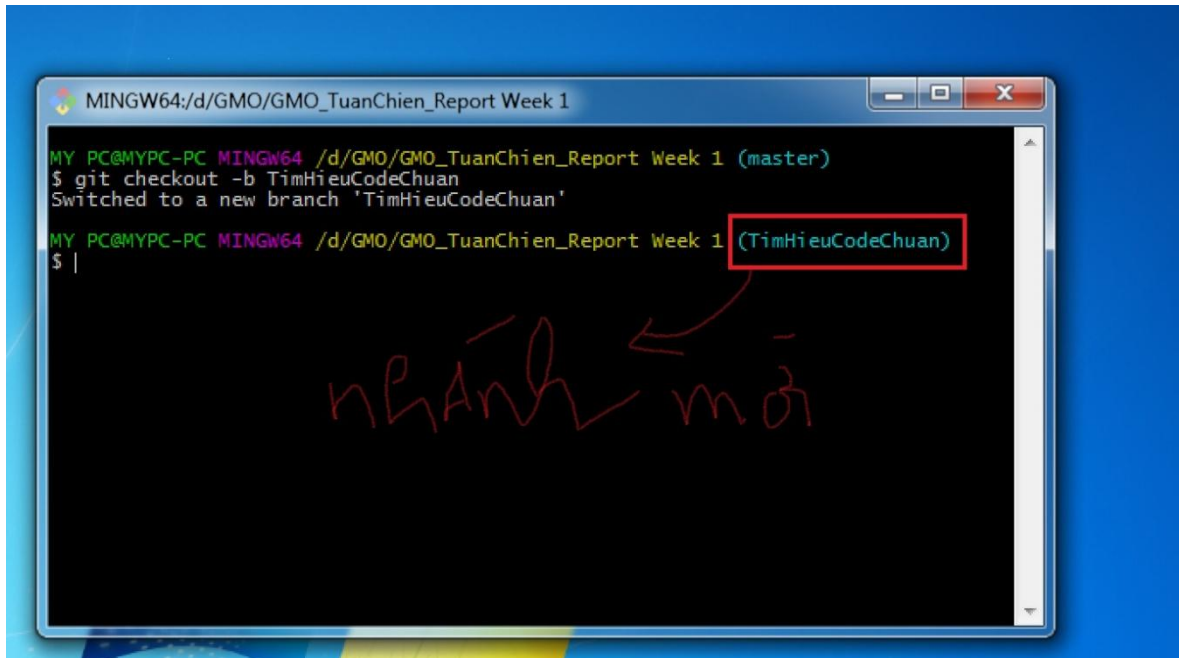 MINGW64:/d/GMO/GMO_TuanChien_Report Week 1
MY PC@MYPC-PC MINGW64 /d/GMO/GMO_TuanChien_Report Week 1 (master)
$ git checkout -b TimHieuCodeChuan
Switched to a new branch 'TimHieuCodeChuan'
MY PC@MYPC-PC MINGW64 /d/GMO/GMO_TuanChien_Report Week 1 (TimHieuCodeChuan)
$
nhánh mới